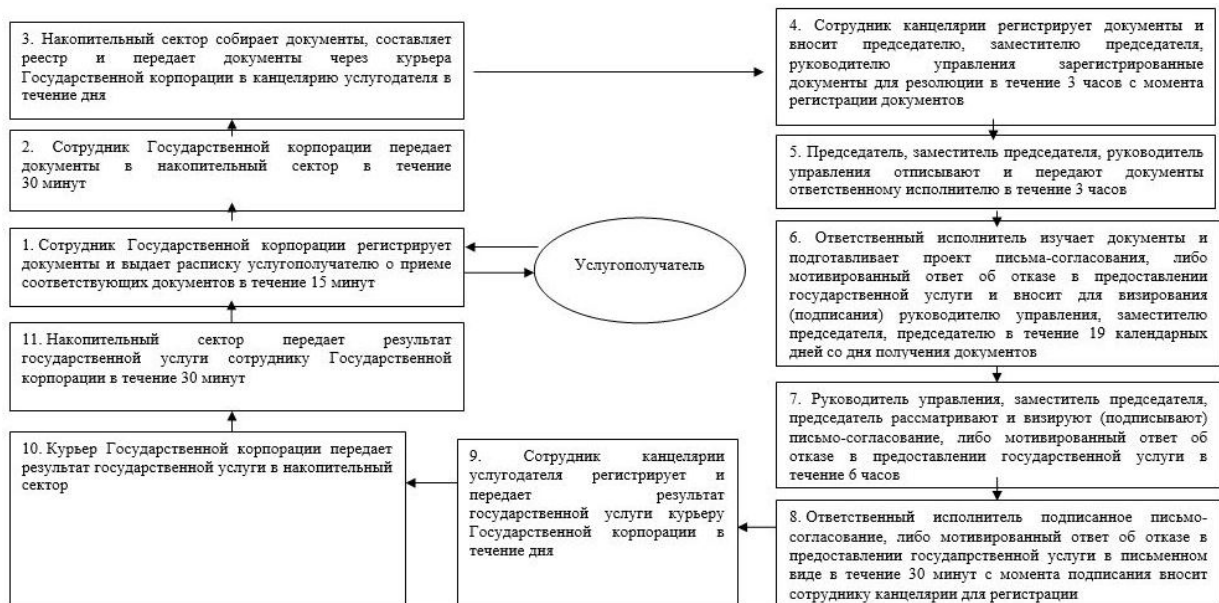 3. Накопительный сектор собирает документы, составляет
реестр и передает документы через курьера
Государственной корпорации в канцелярию услугодателя в
течение дня
4. Сотрудник канцелярии регистрирует документы и
вносит председателю, заместителю председателя,
руководителю управления зарегистрированные
документы для резолюции в течение 3 часов с момента
регистрации документов
2. Сотрудник Государственной корпорации передает
документы в накопительный сектор в течение
30 минут
5. Председатель, заместитель председателя, руководитель
управления отписывают и передают документы
ответственному исполнителю в течение 3 часов
1. Сотрудник Государственной корпорации регистрирует
документы и выдает расписку услугополучателю о приеме
соответствующих документов в течение 15 минут
Услугополучатель
6. Ответственный исполнитель изучает документы и
подготавливает проект письма-согласования, либо
мотивированный ответ об отказе в предоставлении
государственной услуги и вносит для визирования
(подписания) руководителю управления, заместителю
председателя, председателю в течение 19 календарных
дней со дня получения документов
11. Накопительный сектор передает результат
государственной услуги сотруднику Государственной
корпорации в течение 30 минут
7. Руководитель управления, заместитель председателя,
председатель рассматривают и визируют (подписывают)
письмо-согласование, либо мотивированный ответ об
отказе в предоставлении государственной услуги в
течение 6 часов
10. Курьер Государственной корпорации передает
результат государственной услуги в накопительный
сектор
9. Сотрудник канцелярии
услугодателя регистрирует и
передает результат
государственной услуги курьеру
Государственной корпорации в
течение дня
8. Ответственный исполнитель подписанное письмо-
согласование, либо мотивированный ответ об отказе в
предоставлении госудапрственной услуги в письменном
виде в течение 30 минут с момента подписания вносит
сотруднику канцелярии для регистрации